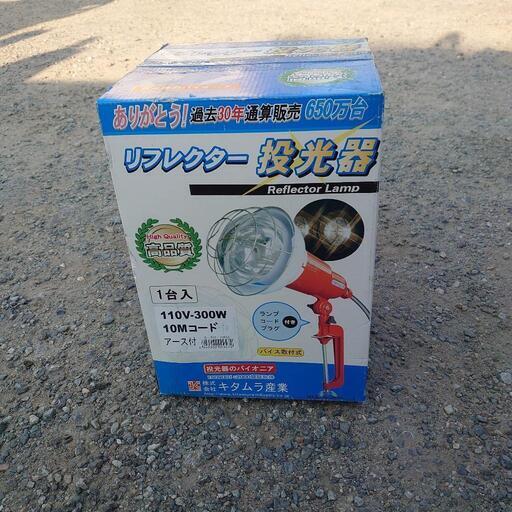 ありがとう!過去30年通算販売650万台
リフレクター 投光器
Reflector Lamp
High Quality
高品質
1台入
110V-300W
10Mコード
アース付
ランプ
コード
プラグ
付き
バイス取付式
投光器のパイオニア
株式会社 キタムラ産業